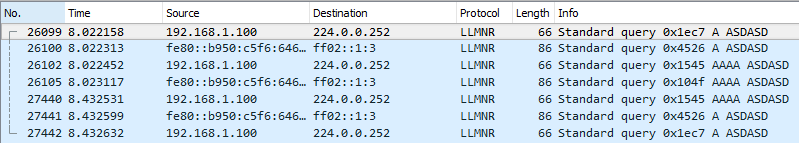 No. Time Source Destination Protocol Length Info
26099 8.022158 192.168.1.100 224.0.0.252 LLMNR 66 Standard query 0x1ec7 A ASDASD
26100 8.022313 fe80::b950:c5f6:646… ff02::1:3 LLMNR 86 Standard query 0x4526 A ASDASD
26102 8.022452 192.168.1.100 224.0.0.252 LLMNR 66 Standard query 0x1545 AAAA ASDASD
26105 8.023117 fe80::b950:c5f6:646… ff02::1:3 LLMNR 86 Standard query 0x104f AAAA ASDASD
27440 8.432531 192.168.1.100 224.0.0.252 LLMNR 66 Standard query 0x1545 AAAA ASDASD
27441 8.432599 fe80::b950:c5f6:646… ff02::1:3 LLMNR 86 Standard query 0x4526 A ASDASD
27442 8.432632 192.168.1.100 224.0.0.252 LLMNR 66 Standard query 0x1ec7 A ASDASD